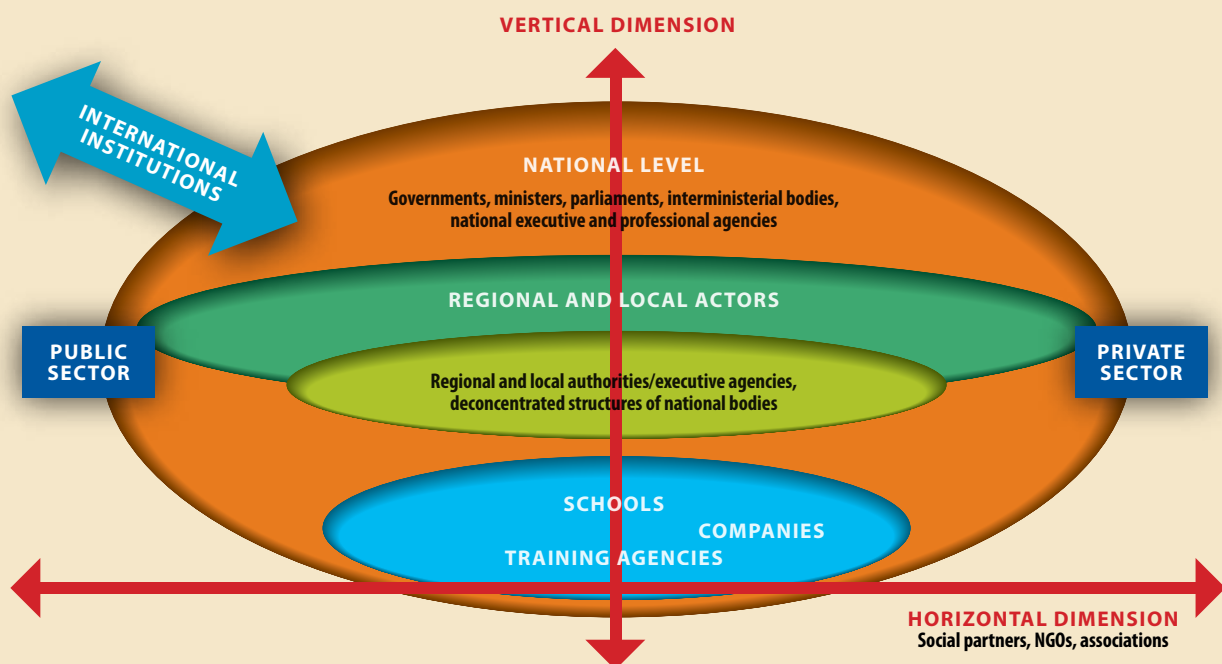 VERTICAL DIMENSION
INTERNATIONAL
INSTITUTIONS
NATIONAL LEVEL
Governments, ministers, parliaments, interministerial bodies,
national executive and professional agencies
REGIONAL AND LOCAL ACTORS
PUBLIC
SECTOR
PRIVATE
SECTOR
Regional and local authorities/executive agencies,
deconcentrated structures of national bodies
SCHOOLS
COMPANIES
TRAINING AGENCIES
HORIZONTAL DIMENSION
Social partners, NGOs, associations